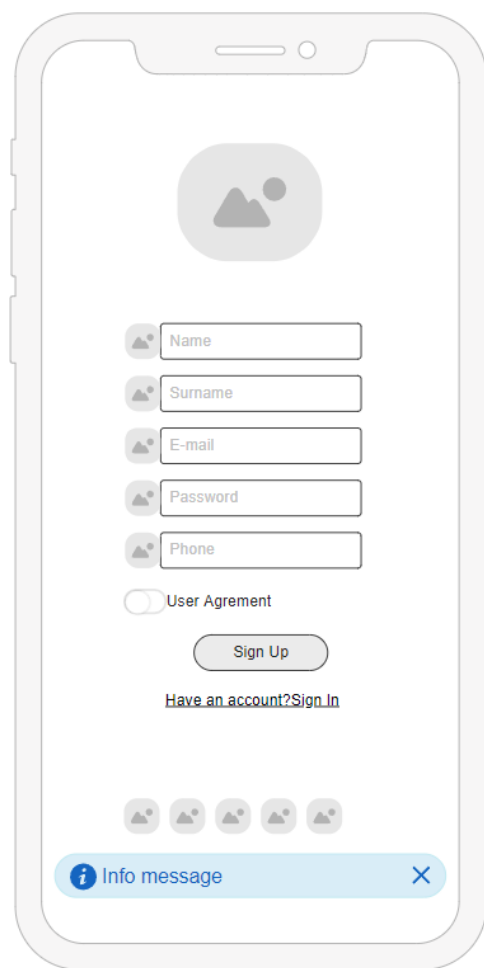 Name
Surname
E-mail
Password
Phone
User Agrement
Sign Up
Have an account?Sign In
Info message